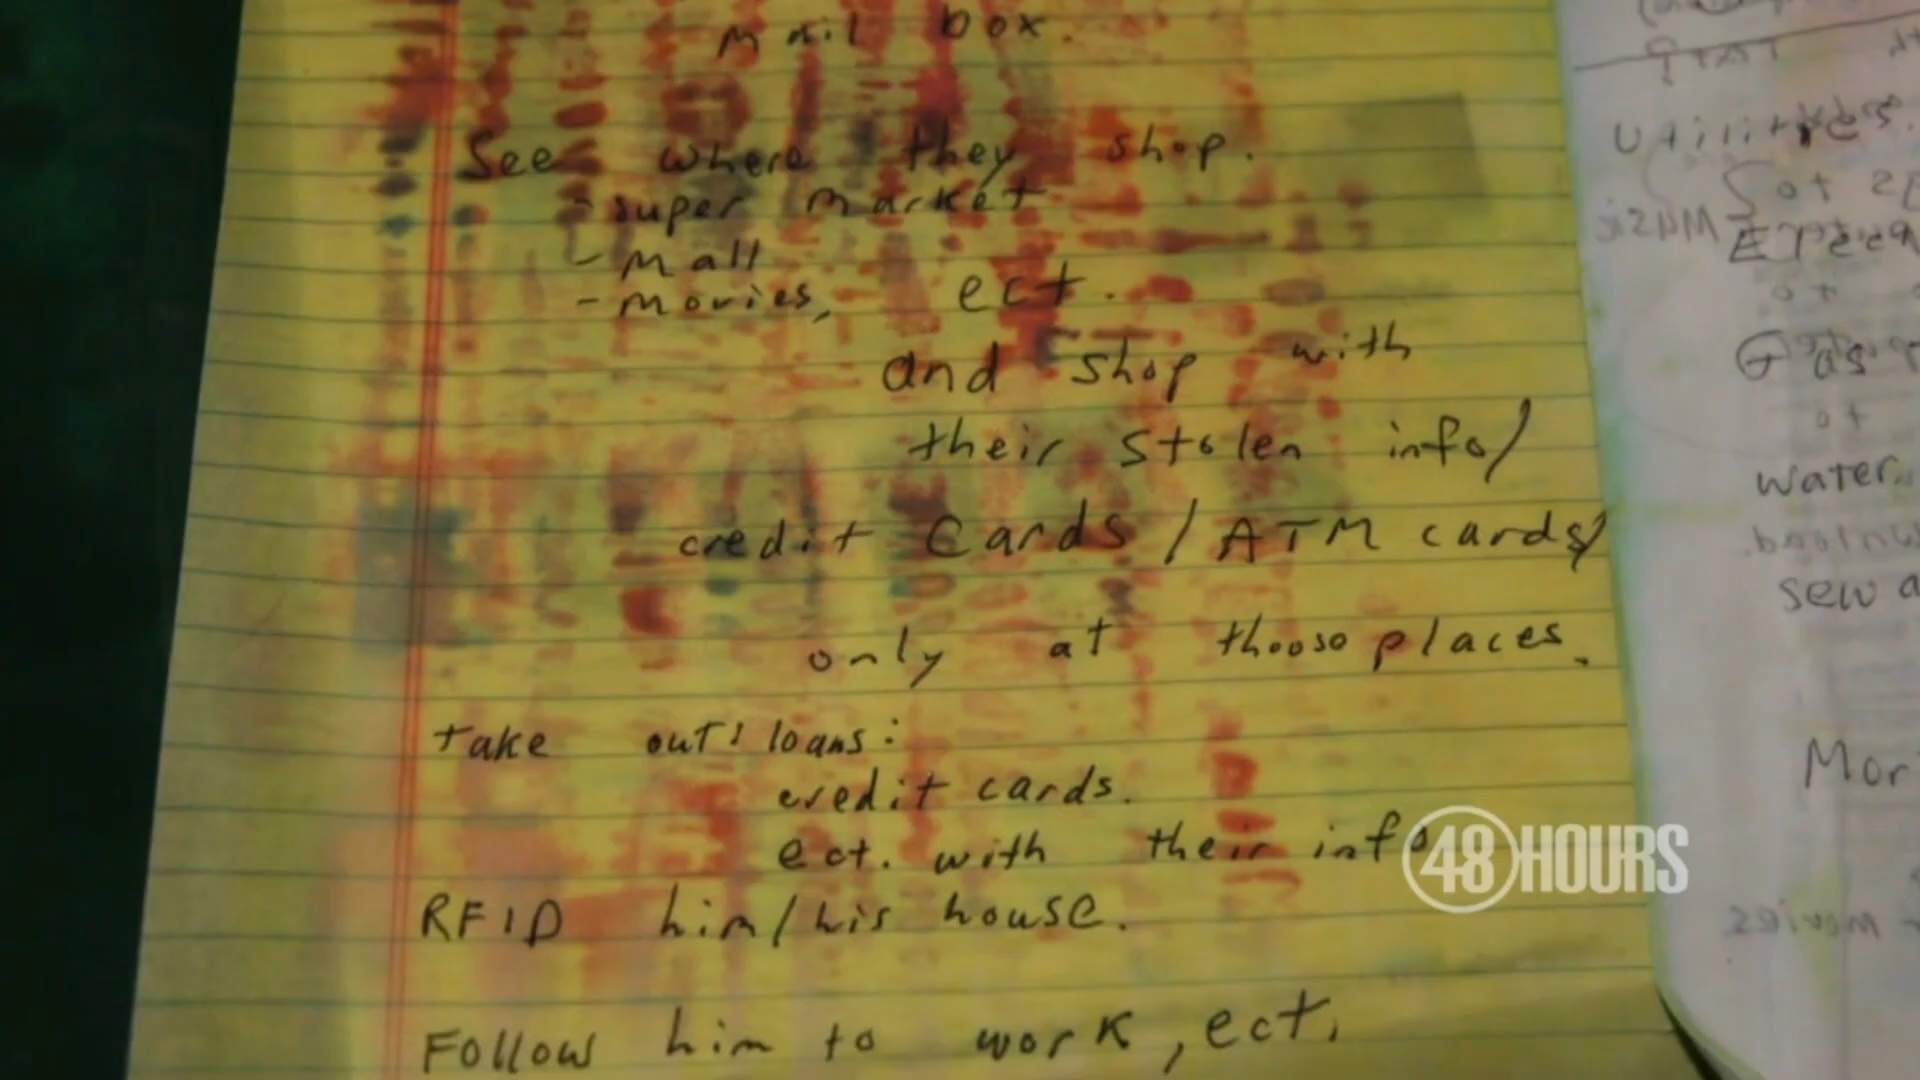 mail box.
See where they shop.
- super market
- mall
- movies, ect.
and shop with
their stolen info/
credit Cards / ATM cards/
only at thooso places.
take out: loans:
credit cards.
ect. with their info
RFID him/his house.
Follow him to work, ect.
Utilities.
Gas
water
sew
Mor
48 HOURS